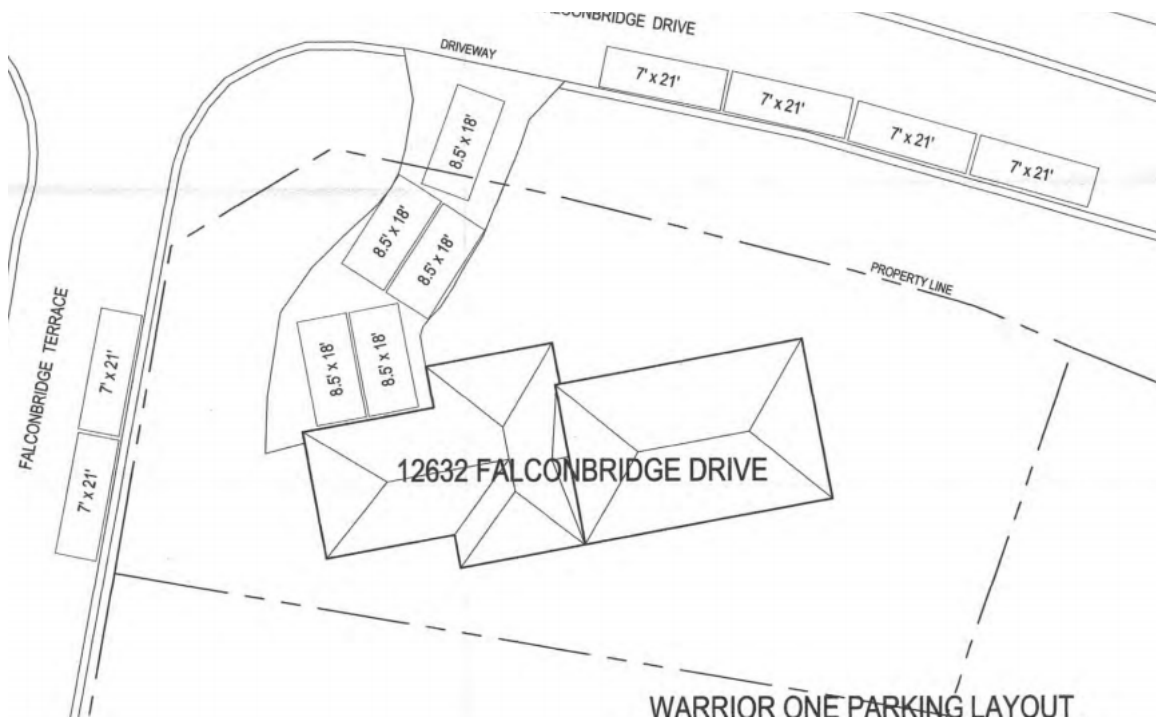 BRIDGE DRIVE
DRIVEWAY
7' x 21'
7' x 21'
7' x 21'
7' x 21'
8.5' x 18'
8.5' x 18'
8.5' x 18'
PROPERTY LINE
FALCONBRIDGE TERRACE
7' x 21'
7' x 21'
8.5' x 18'
8.5' x 18'
12632 FALCONBRIDGE DRIVE
WARRIOR ONE PARKING LAYOUT